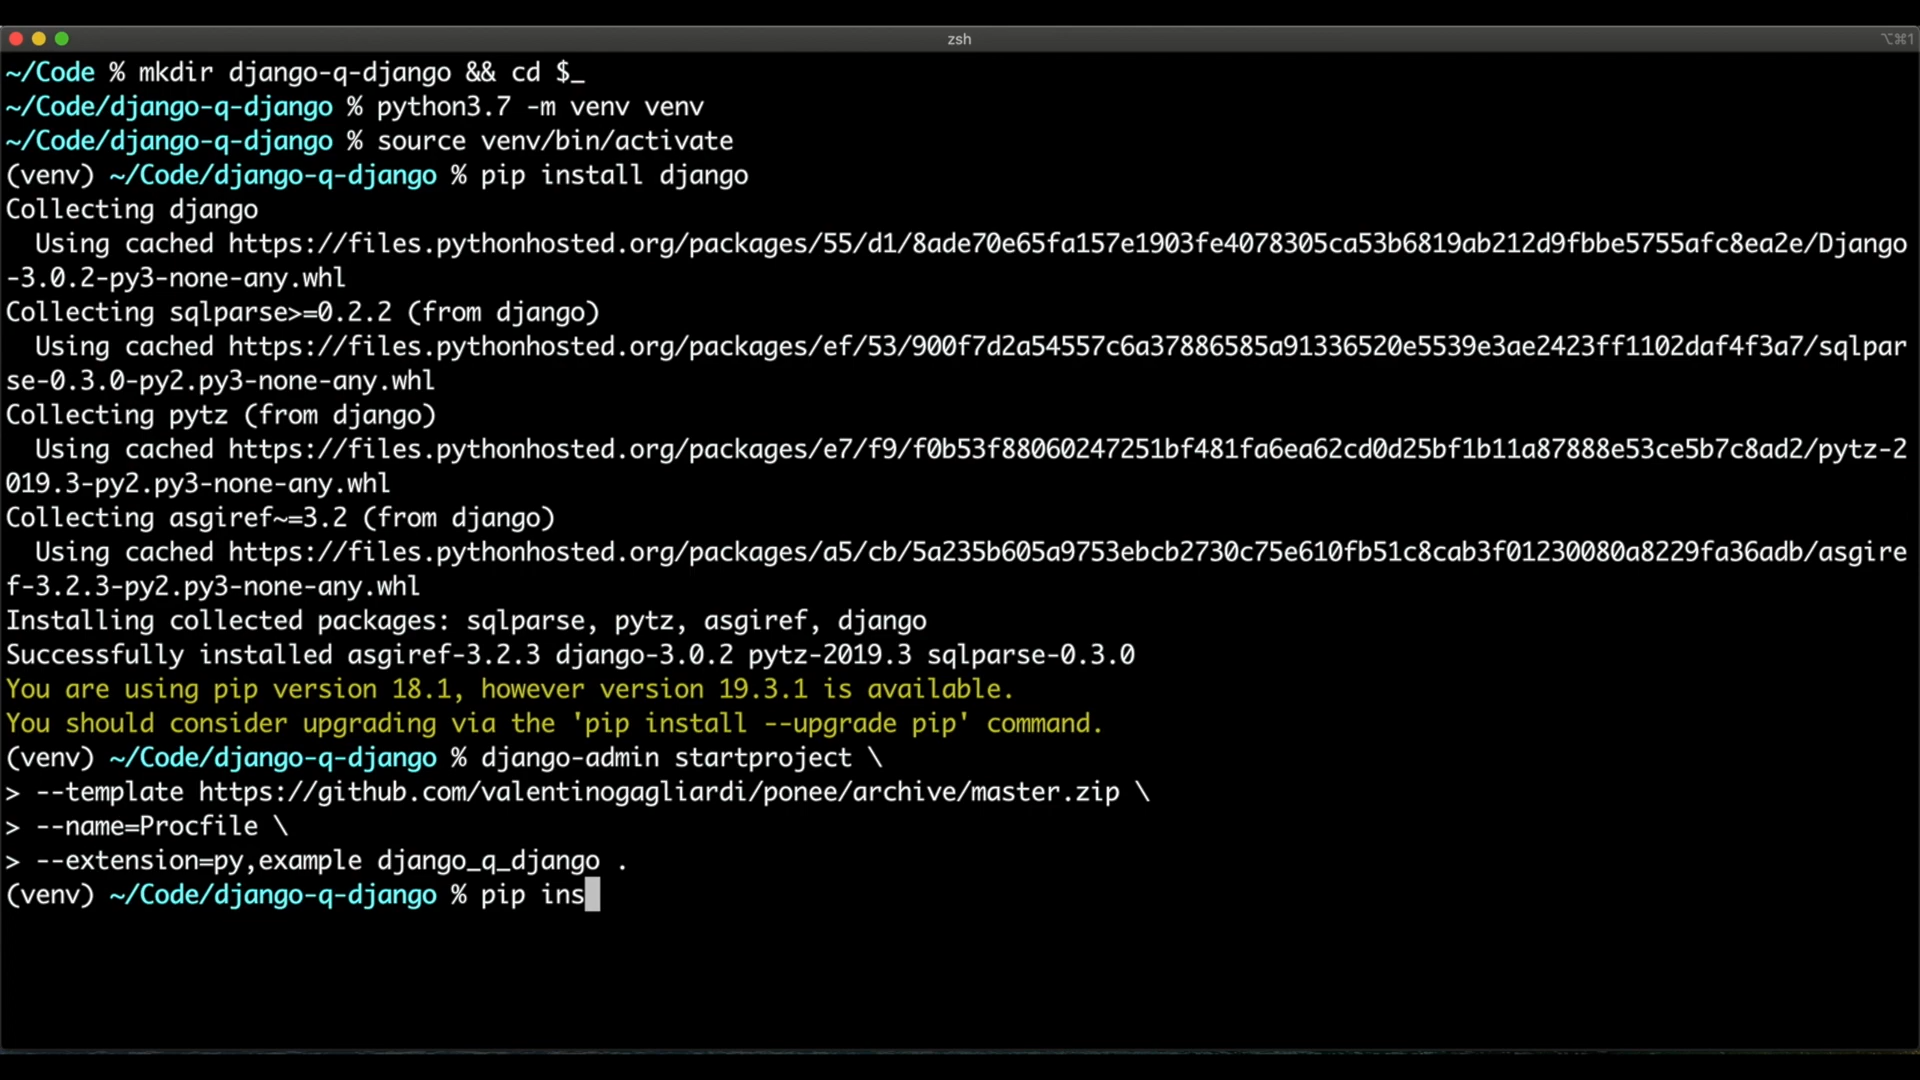 zsh
⌥⌘1
~/Code % mkdir django-q-django && cd $_
~/Code/django-q-django % python3.7 -m venv venv
~/Code/django-q-django % source venv/bin/activate
(venv) ~/Code/django-q-django % pip install django
Collecting django
  Using cached https://files.pythonhosted.org/packages/55/d1/8ade70e65fa157e1903fe4078305ca53b6819ab212d9fbbe5755afc8ea2e/Django
-3.0.2-py3-none-any.whl
Collecting sqlparse>=0.2.2 (from django)
  Using cached https://files.pythonhosted.org/packages/ef/53/900f7d2a54557c6a37886585a91336520e5539e3ae2423ff1102daf4f3a7/sqlpar
se-0.3.0-py2.py3-none-any.whl
Collecting pytz (from django)
  Using cached https://files.pythonhosted.org/packages/e7/f9/f0b53f88060247251bf481fa6ea62cd0d25bf1b11a87888e53ce5b7c8ad2/pytz-2
019.3-py2.py3-none-any.whl
Collecting asgiref~=3.2 (from django)
  Using cached https://files.pythonhosted.org/packages/a5/cb/5a235b605a9753ebcb2730c75e610fb51c8cab3f01230080a8229fa36adb/asgire
f-3.2.3-py2.py3-none-any.whl
Installing collected packages: sqlparse, pytz, asgiref, django
Successfully installed asgiref-3.2.3 django-3.0.2 pytz-2019.3 sqlparse-0.3.0
You are using pip version 18.1, however version 19.3.1 is available.
You should consider upgrading via the 'pip install --upgrade pip' command.
(venv) ~/Code/django-q-django % django-admin startproject \
> --template https://github.com/valentinogagliardi/ponee/archive/master.zip \
> --name=Procfile \
> --extension=py,example django_q_django .
(venv) ~/Code/django-q-django % pip ins